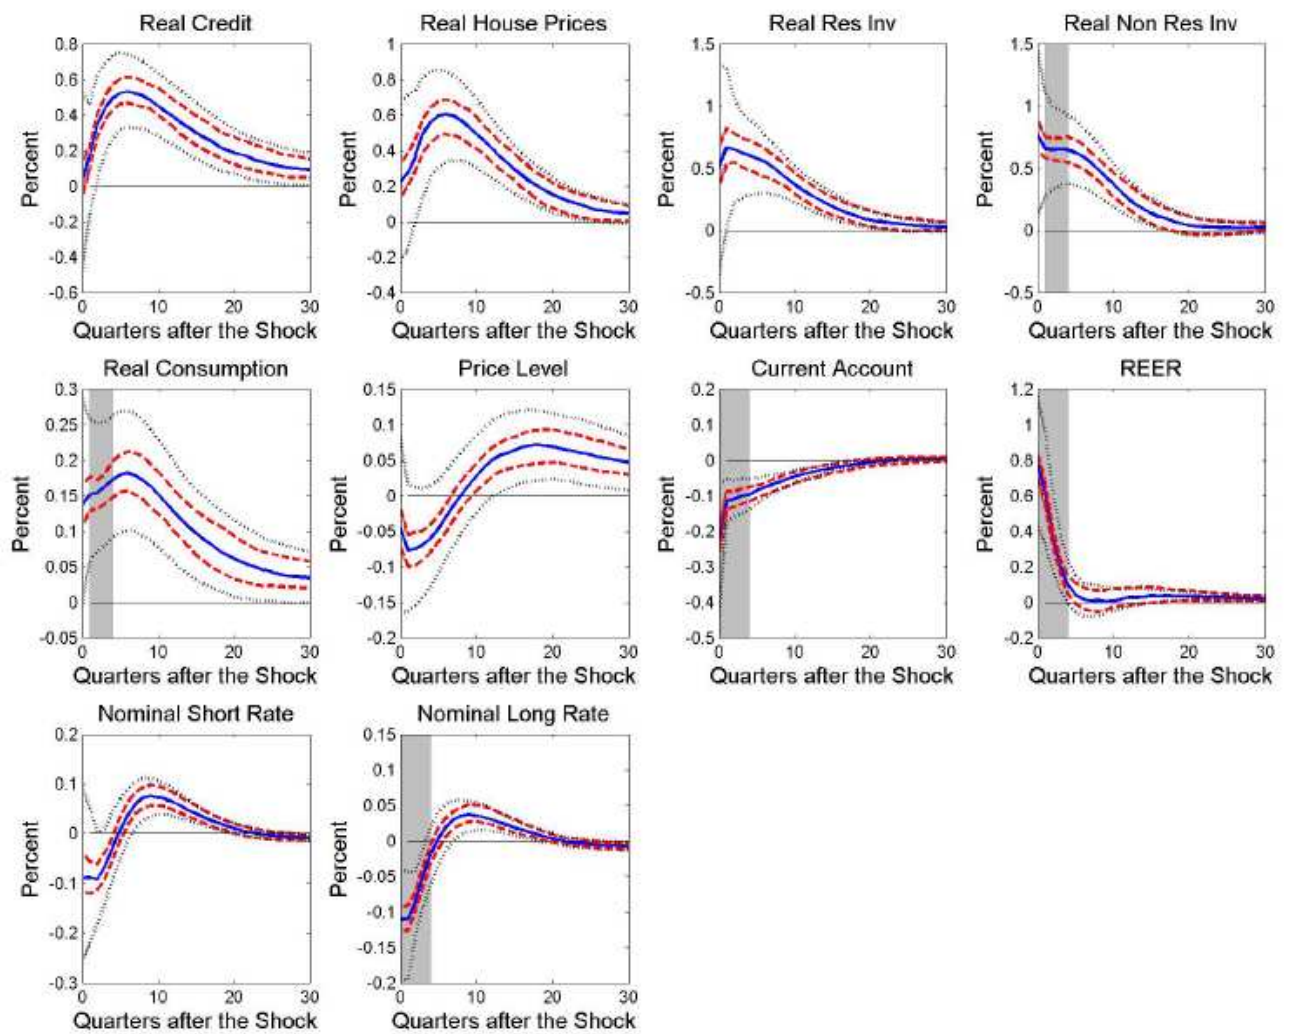 Real Credit
Percent
0.8
0.6
0.4
0.2
0
-0.2
-0.4
-0.6
0 10 20 30
Quarters after the Shock
Real House Prices
Percent
1
0.8
0.6
0.4
0.2
0
-0.2
-0.4
0 10 20 30
Quarters after the Shock
Real Res Inv
Percent
1.5
1
0.5
0
-0.5
0 10 20 30
Quarters after the Shock
Real Non Res Inv
Percent
1.5
1
0.5
0
-0.5
0 10 20 30
Quarters after the Shock
Real Consumption
Percent
0.3
0.25
0.2
0.15
0.1
0.05
0
-0.05
0 10 20 30
Quarters after the Shock
Price Level
Percent
0.15
0.1
0.05
0
-0.05
-0.1
-0.15
-0.2
0 10 20 30
Quarters after the Shock
Current Account
Percent
0.2
0.1
0
-0.1
-0.2
-0.3
-0.4
-0.5
0 10 20 30
Quarters after the Shock
REER
Percent
1.2
1
0.8
0.6
0.4
0.2
0
-0.2
0 10 20 30
Quarters after the Shock
Nominal Short Rate
Percent
0.2
0.1
0
-0.1
-0.2
-0.3
0 10 20 30
Quarters after the Shock
Nominal Long Rate
Percent
0.15
0.1
0.05
0
-0.05
-0.1
-0.15
-0.2
0 10 20 30
Quarters after the Shock